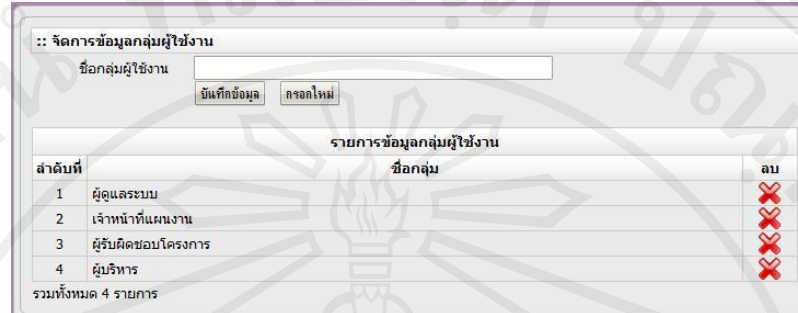 :: จัดการข้อมูลกลุ่มผู้ใช้งาน
ชื่อกลุ่มผู้ใช้งาน
บันทึกข้อมูล กรอกใหม่
รายการข้อมูลกลุ่มผู้ใช้งาน
ลำดับที่ ชื่อกลุ่ม ลบ
1 ผู้ดูแลระบบ
2 เจ้าหน้าที่แผนงาน
3 ผู้รับผิดชอบโครงการ
4 ผู้บริหาร
รวมทั้งหมด 4 รายการ